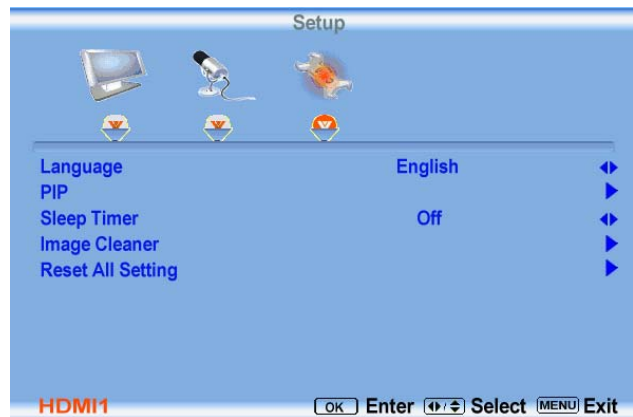 Setup
Language English
PIP
Sleep Timer Off
Image Cleaner
Reset All Setting
HDMI1 OK Enter Select MENU Exit